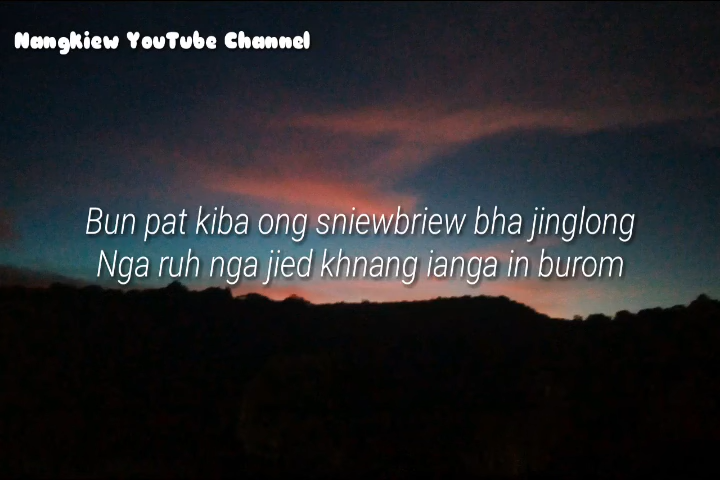 Nangkiew YouTube Channel
Bun pat kiba ong sniewbriew bha jinglong
Nga ruh nga jied khnang ianga in burom